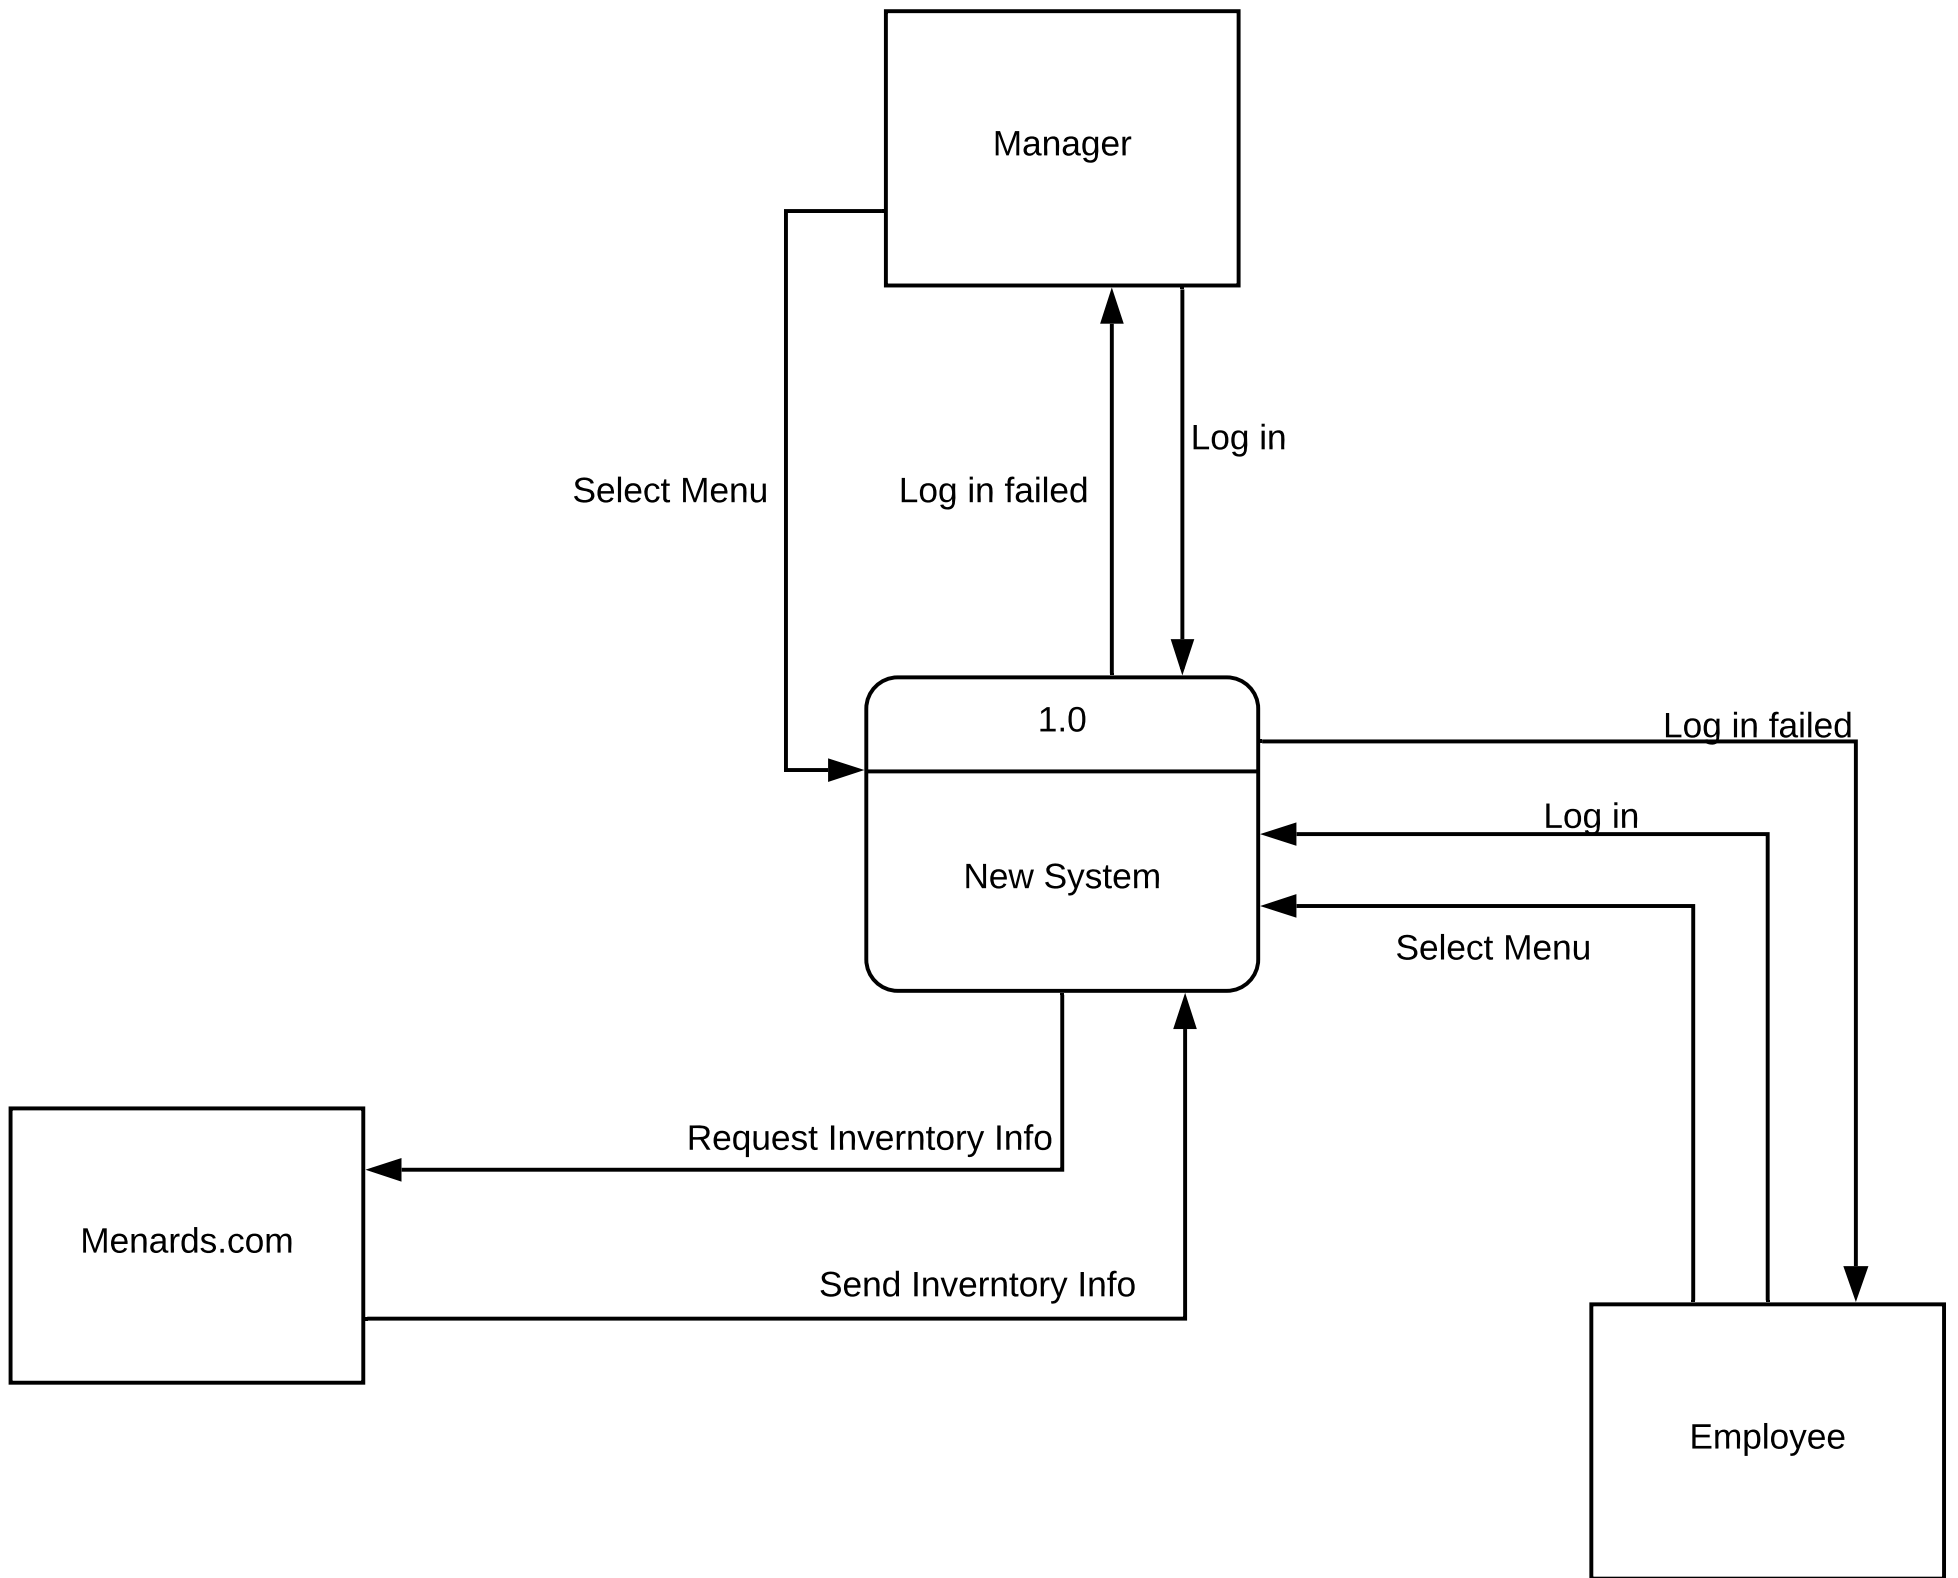 Manager
Log in
Select Menu
Log in failed
1.0
Log in failed
Log in
New System
Select Menu
Request Inverntory Info
Menards.com
Send Inverntory Info
Employee